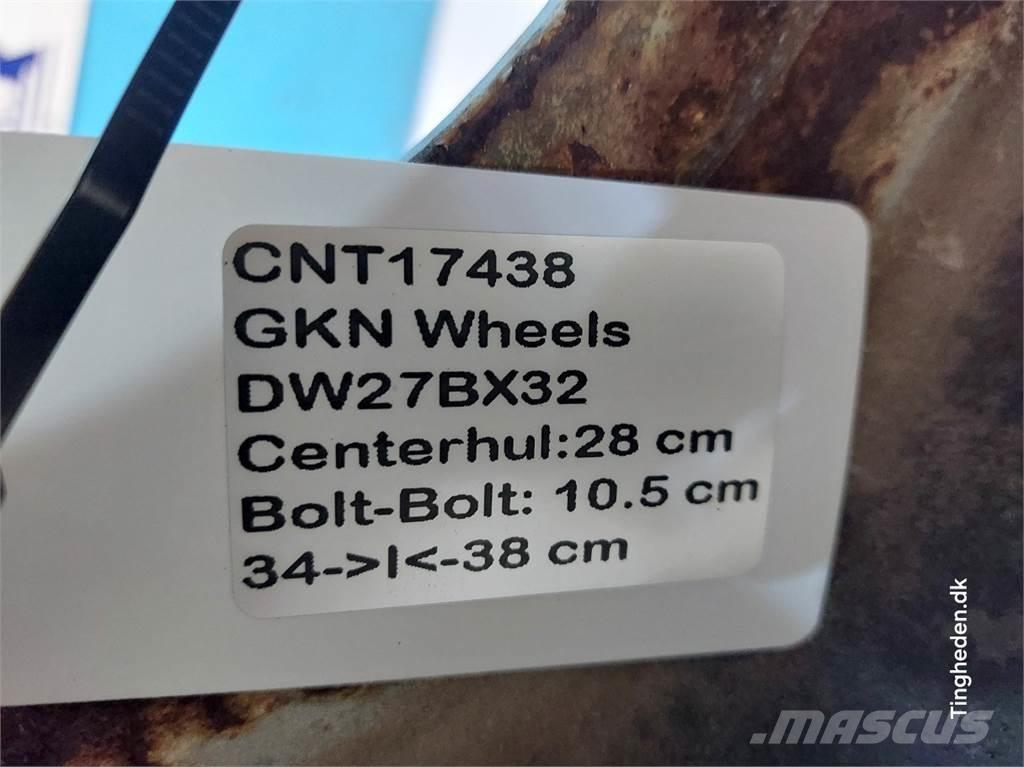 CNT17438
GKN Wheels
DW27BX32
Centerhul:28 cm
Bolt-Bolt: 10.5 cm
34->I<-38 cm
Tingheden.dk
MASCUS